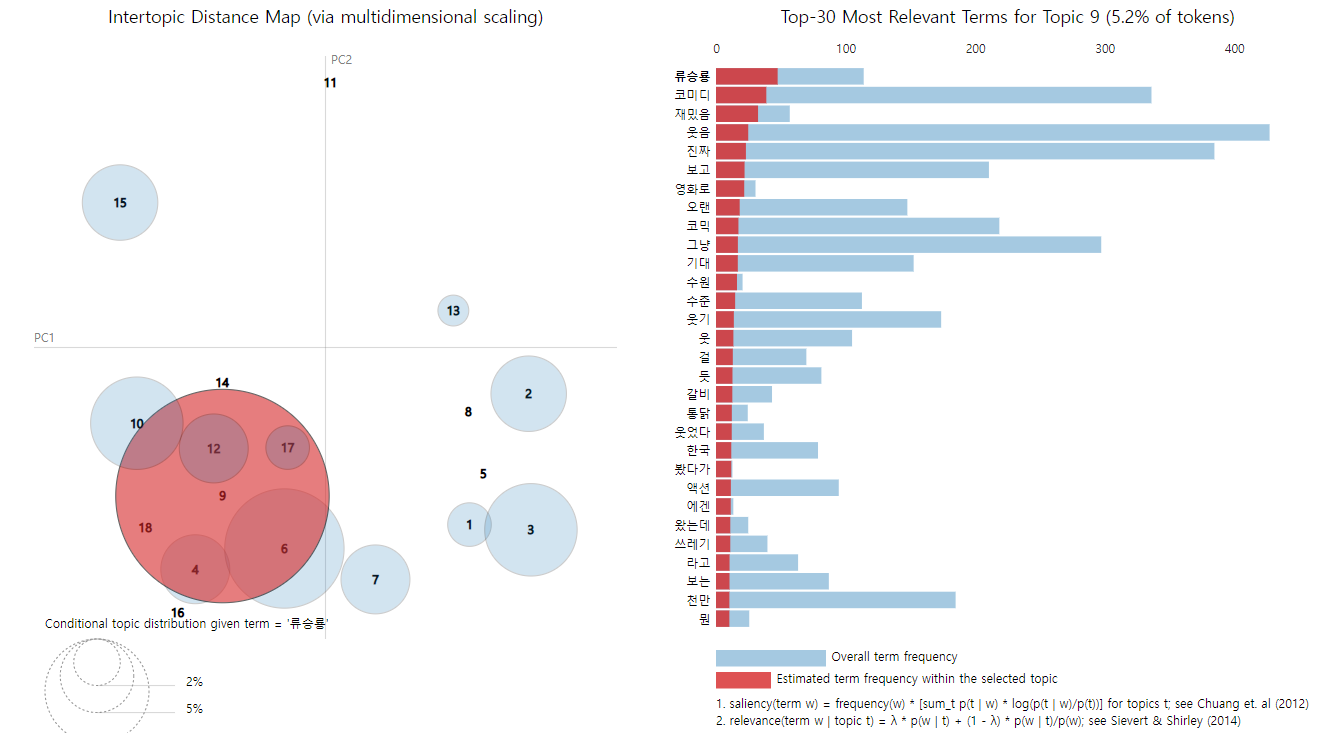 Intertopic Distance Map (via multidimensional scaling)
PC2
PC1
11
15
13
2
14
8
10
12
17
5
9
1
3
18
6
4
7
16
Conditional topic distribution given term = '류승룡'
2%
5%
Top-30 Most Relevant Terms for Topic 9 (5.2% of tokens)
0 100 200 300 400
류승룡
코미디
재밌음
웃음
진짜
보고
영화로
오랜
코믹
그냥
기대
수원
수준
웃기
웃
걸
듯
갈비
통닭
웃었다
한국
봤다가
액션
에겐
왔는데
쓰레기
라고
보는
천만
뭔
Overall term frequency
Estimated term frequency within the selected topic
1. saliency(term w) = frequency(w) * [sum_t p(t | w) * log(p(t | w)/p(t))] for topics t; see Chuang et. al (2012)
2. relevance(term w | topic t) = λ * p(w | t) + (1 - λ) * p(w | t)/p(w); see Sievert & Shirley (2014)